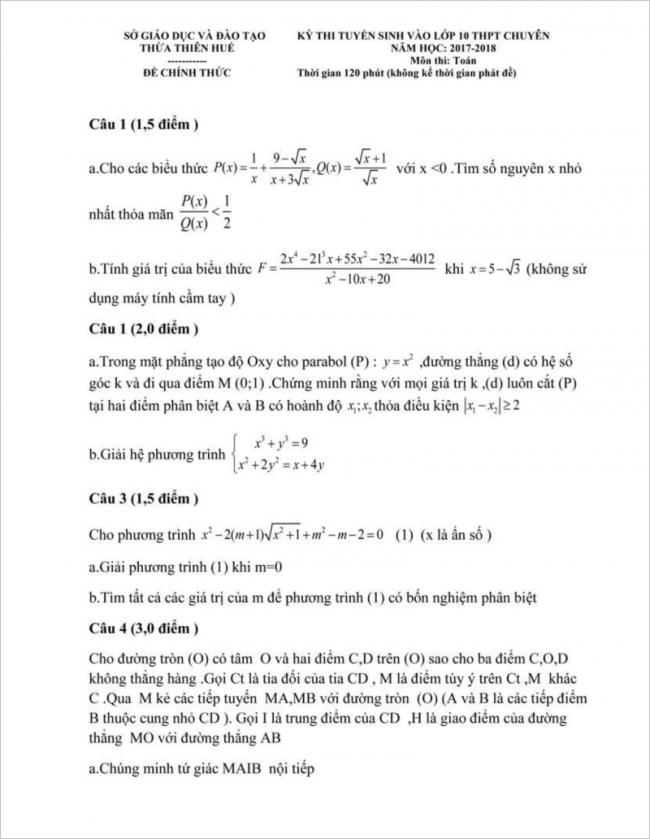 SỞ GIÁO DỤC VÀ ĐÀO TẠO
THỪA THIÊN HUẾ
-----------
ĐỀ CHÍNH THỨC
KỲ THI TUYỂN SINH VÀO LỚP 10 THPT CHUYÊN
NĂM HỌC: 2017-2018
Môn thi: Toán
Thời gian 120 phút (không kể thời gian phát đề)
Câu 1 (1,5 điểm )
a.Cho các biểu thức P(x) = 1/x + (9-√x)/(x+3√x) ,Q(x) = (√x+1)/√x với x <0 .Tìm số nguyên x nhỏ
nhất thỏa mãn P(x)/Q(x) < 1/2
b.Tính giá trị của biểu thức F = (2x⁴-21³x+55x²-32x-4012)/(x²-10x+20) khi x = 5-√3 (không sử
dụng máy tính cầm tay )
Câu 1 (2,0 điểm )
a.Trong mặt phẳng tạo độ Oxy cho parabol (P) : y = x² ,đường thẳng (d) có hệ số
góc k và đi qua điểm M (0;1) .Chứng minh rằng với mọi giá trị k ,(d) luôn cắt (P)
tại hai điểm phân biệt A và B có hoành độ x₁;x₂ thỏa điều kiện |x₁ - x₂| ≥ 2
b.Giải hệ phương trình { x³ + y³ = 9
x² + 2y² = x + 4y
Câu 3 (1,5 điểm )
Cho phương trình x² - 2(m+1)√(x²+1) + m² - m - 2 = 0 (1) (x là ẩn số )
a.Giải phương trình (1) khi m=0
b.Tìm tất cả các giá trị của m để phương trình (1) có bốn nghiệm phân biệt
Câu 4 (3,0 điểm )
Cho đường tròn (O) có tâm O và hai điểm C,D trên (O) sao cho ba điểm C,O,D
không thẳng hàng .Gọi Ct là tia đối của tia CD , M là điểm tùy ý trên Ct ,M khác
C .Qua M kẻ các tiếp tuyến MA,MB với đường tròn (O) (A và B là các tiếp điểm
B thuộc cung nhỏ CD ). Gọi I là trung điểm của CD ,H là giao điểm của đường
thẳng MO với đường thẳng AB
a.Chúng minh tứ giác MAIB nội tiếp